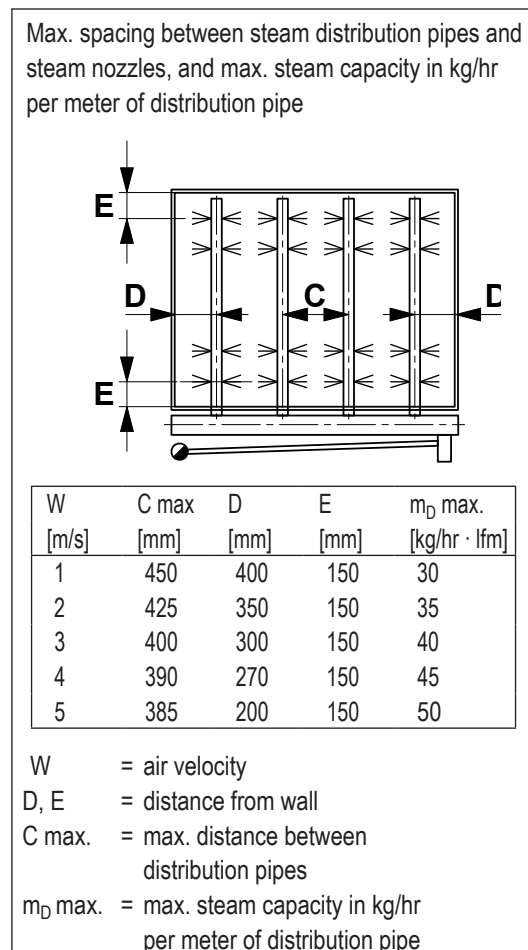 Max. spacing between steam distribution pipes and
steam nozzles, and max. steam capacity in kg/hr
per meter of distribution pipe
E
D C D
E
W C max D E m_D max.
[m/s] [mm] [mm] [mm] [kg/hr · lfm]
1 450 400 150 30
2 425 350 150 35
3 400 300 150 40
4 390 270 150 45
5 385 200 150 50
W = air velocity
D, E = distance from wall
C max. = max. distance between
distribution pipes
m_D max. = max. steam capacity in kg/hr
per meter of distribution pipe